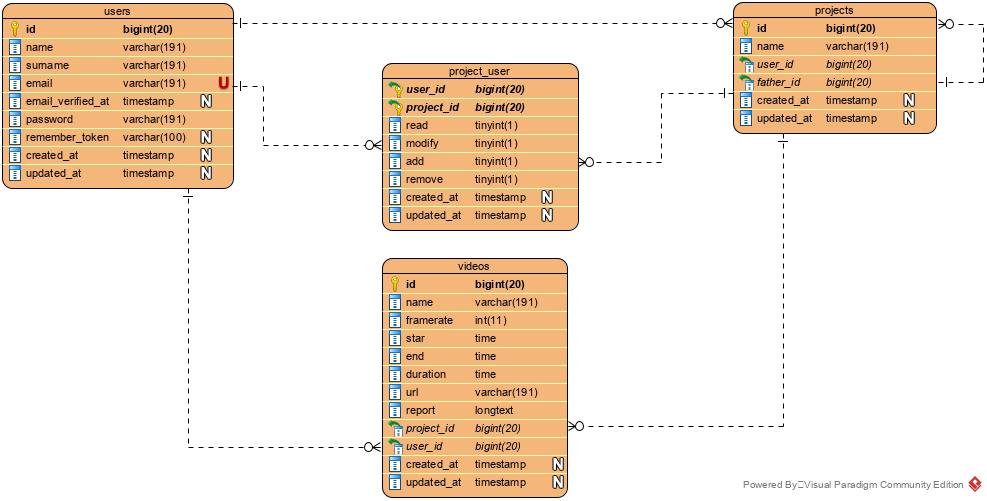 users
id bigint(20)
name varchar(191)
surname varchar(191)
email varchar(191) U
email_verified_at timestamp N
password varchar(191)
remember_token varchar(100) N
created_at timestamp N
updated_at timestamp N
project_user
user_id bigint(20)
project_id bigint(20)
read tinyint(1)
modify tinyint(1)
add tinyint(1)
remove tinyint(1)
created_at timestamp N
updated_at timestamp N
projects
id bigint(20)
name varchar(191)
user_id bigint(20)
father_id bigint(20)
created_at timestamp N
updated_at timestamp N
videos
id bigint(20)
name varchar(191)
framerate int(11)
star time
end time
duration time
url varchar(191)
report longtext
project_id bigint(20)
user_id bigint(20)
created_at timestamp N
updated_at timestamp N
Powered By Visual Paradigm Community Edition